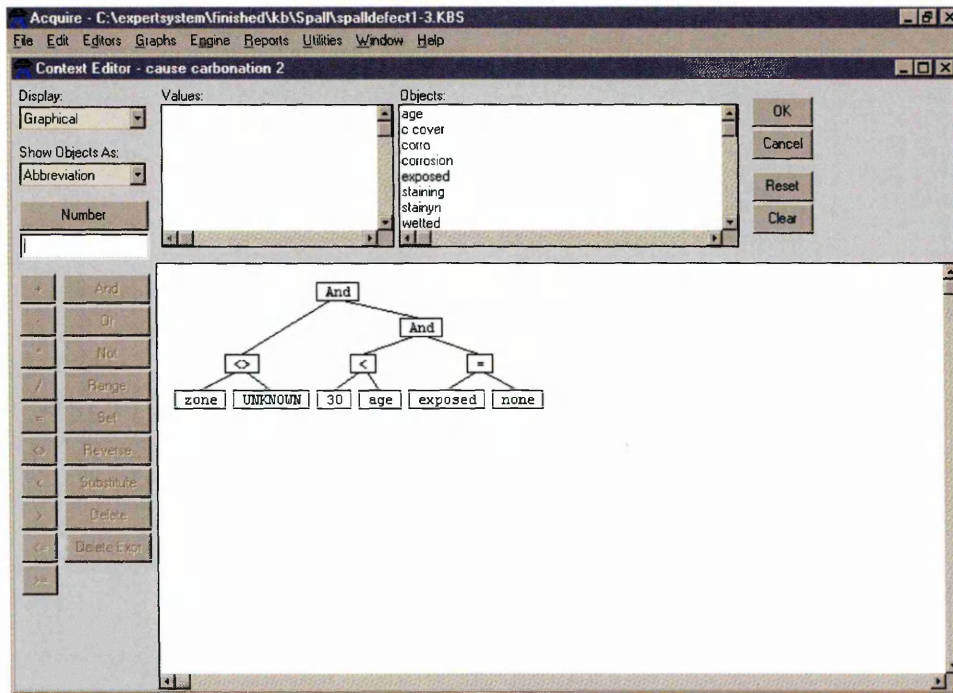 Acquire - C:\expertsystem\finished\kb\Spall\spalldefect1-3.KBS
File Edit Editors Graphs Engine Reports Utilities Window Help
Context Editor - cause carbonation 2
Display:
Graphical
Show Objects As:
Abbreviation
Number
Values:
Objects:
age
c cover
corro
corrosion
exposed
staining
stainyn
wetted
OK
Cancel
Reset
Clear
+ And
- Or
* Not
/ Range
= Set
<> Reverse
< Substitute
> Delete
<= Delete Expr
>=
And
And
<> < =
zone UNKNOWN 30 age exposed none